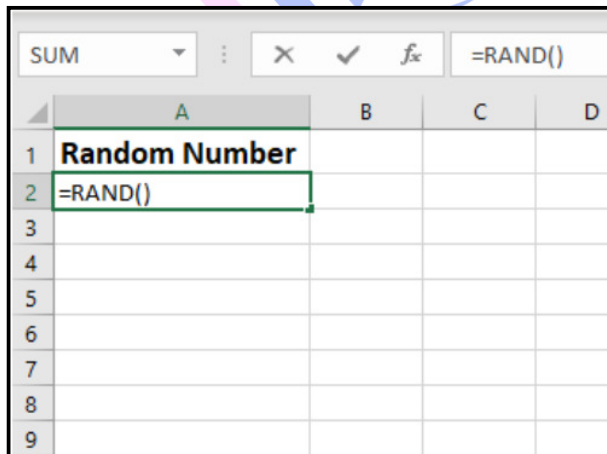 SUM fx =RAND()
A B C D
1 Random Number
2 =RAND()
3
4
5
6
7
8
9